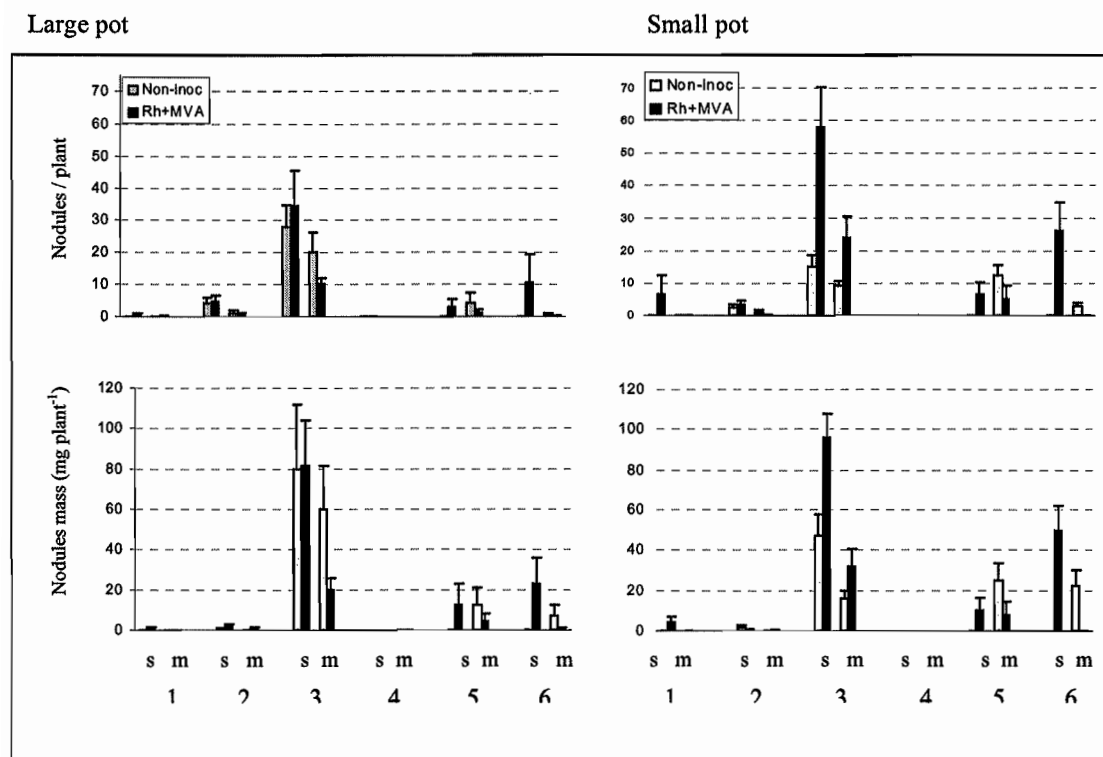 Large pot
Small pot
Nodules / plant
70
60
50
40
30
20
10
0
Non-inoc
Rh+MVA
70
60
50
40
30
20
10
0
Non-inoc
Rh+MVA
Nodules mass (mg plant⁻¹)
120
100
80
60
40
20
0
120
100
80
60
40
20
0
s m s m s m s m s m s m
1 2 3 4 5 6
s m s m s m s m s m s m
1 2 3 4 5 6